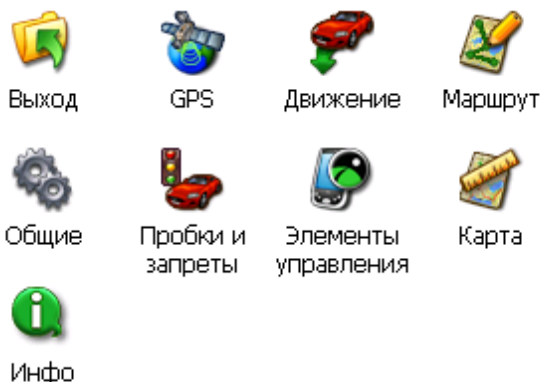 Выход
GPS
Движение
Маршрут
Общие
Пробки и
запреты
Элементы
управления
Карта
Инфо